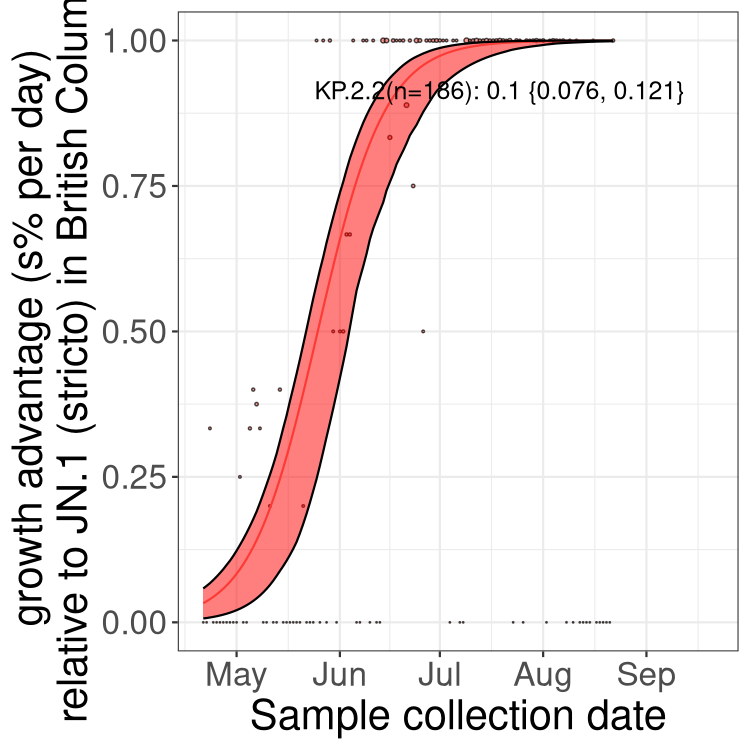 growth advantage (s% per day)
relative to JN.1 (stricto) in British Colum
1.00
0.75
0.50
0.25
0.00
KP.2.2(n=186): 0.1 {0.076, 0.121}
May Jun Jul Aug Sep
Sample collection date